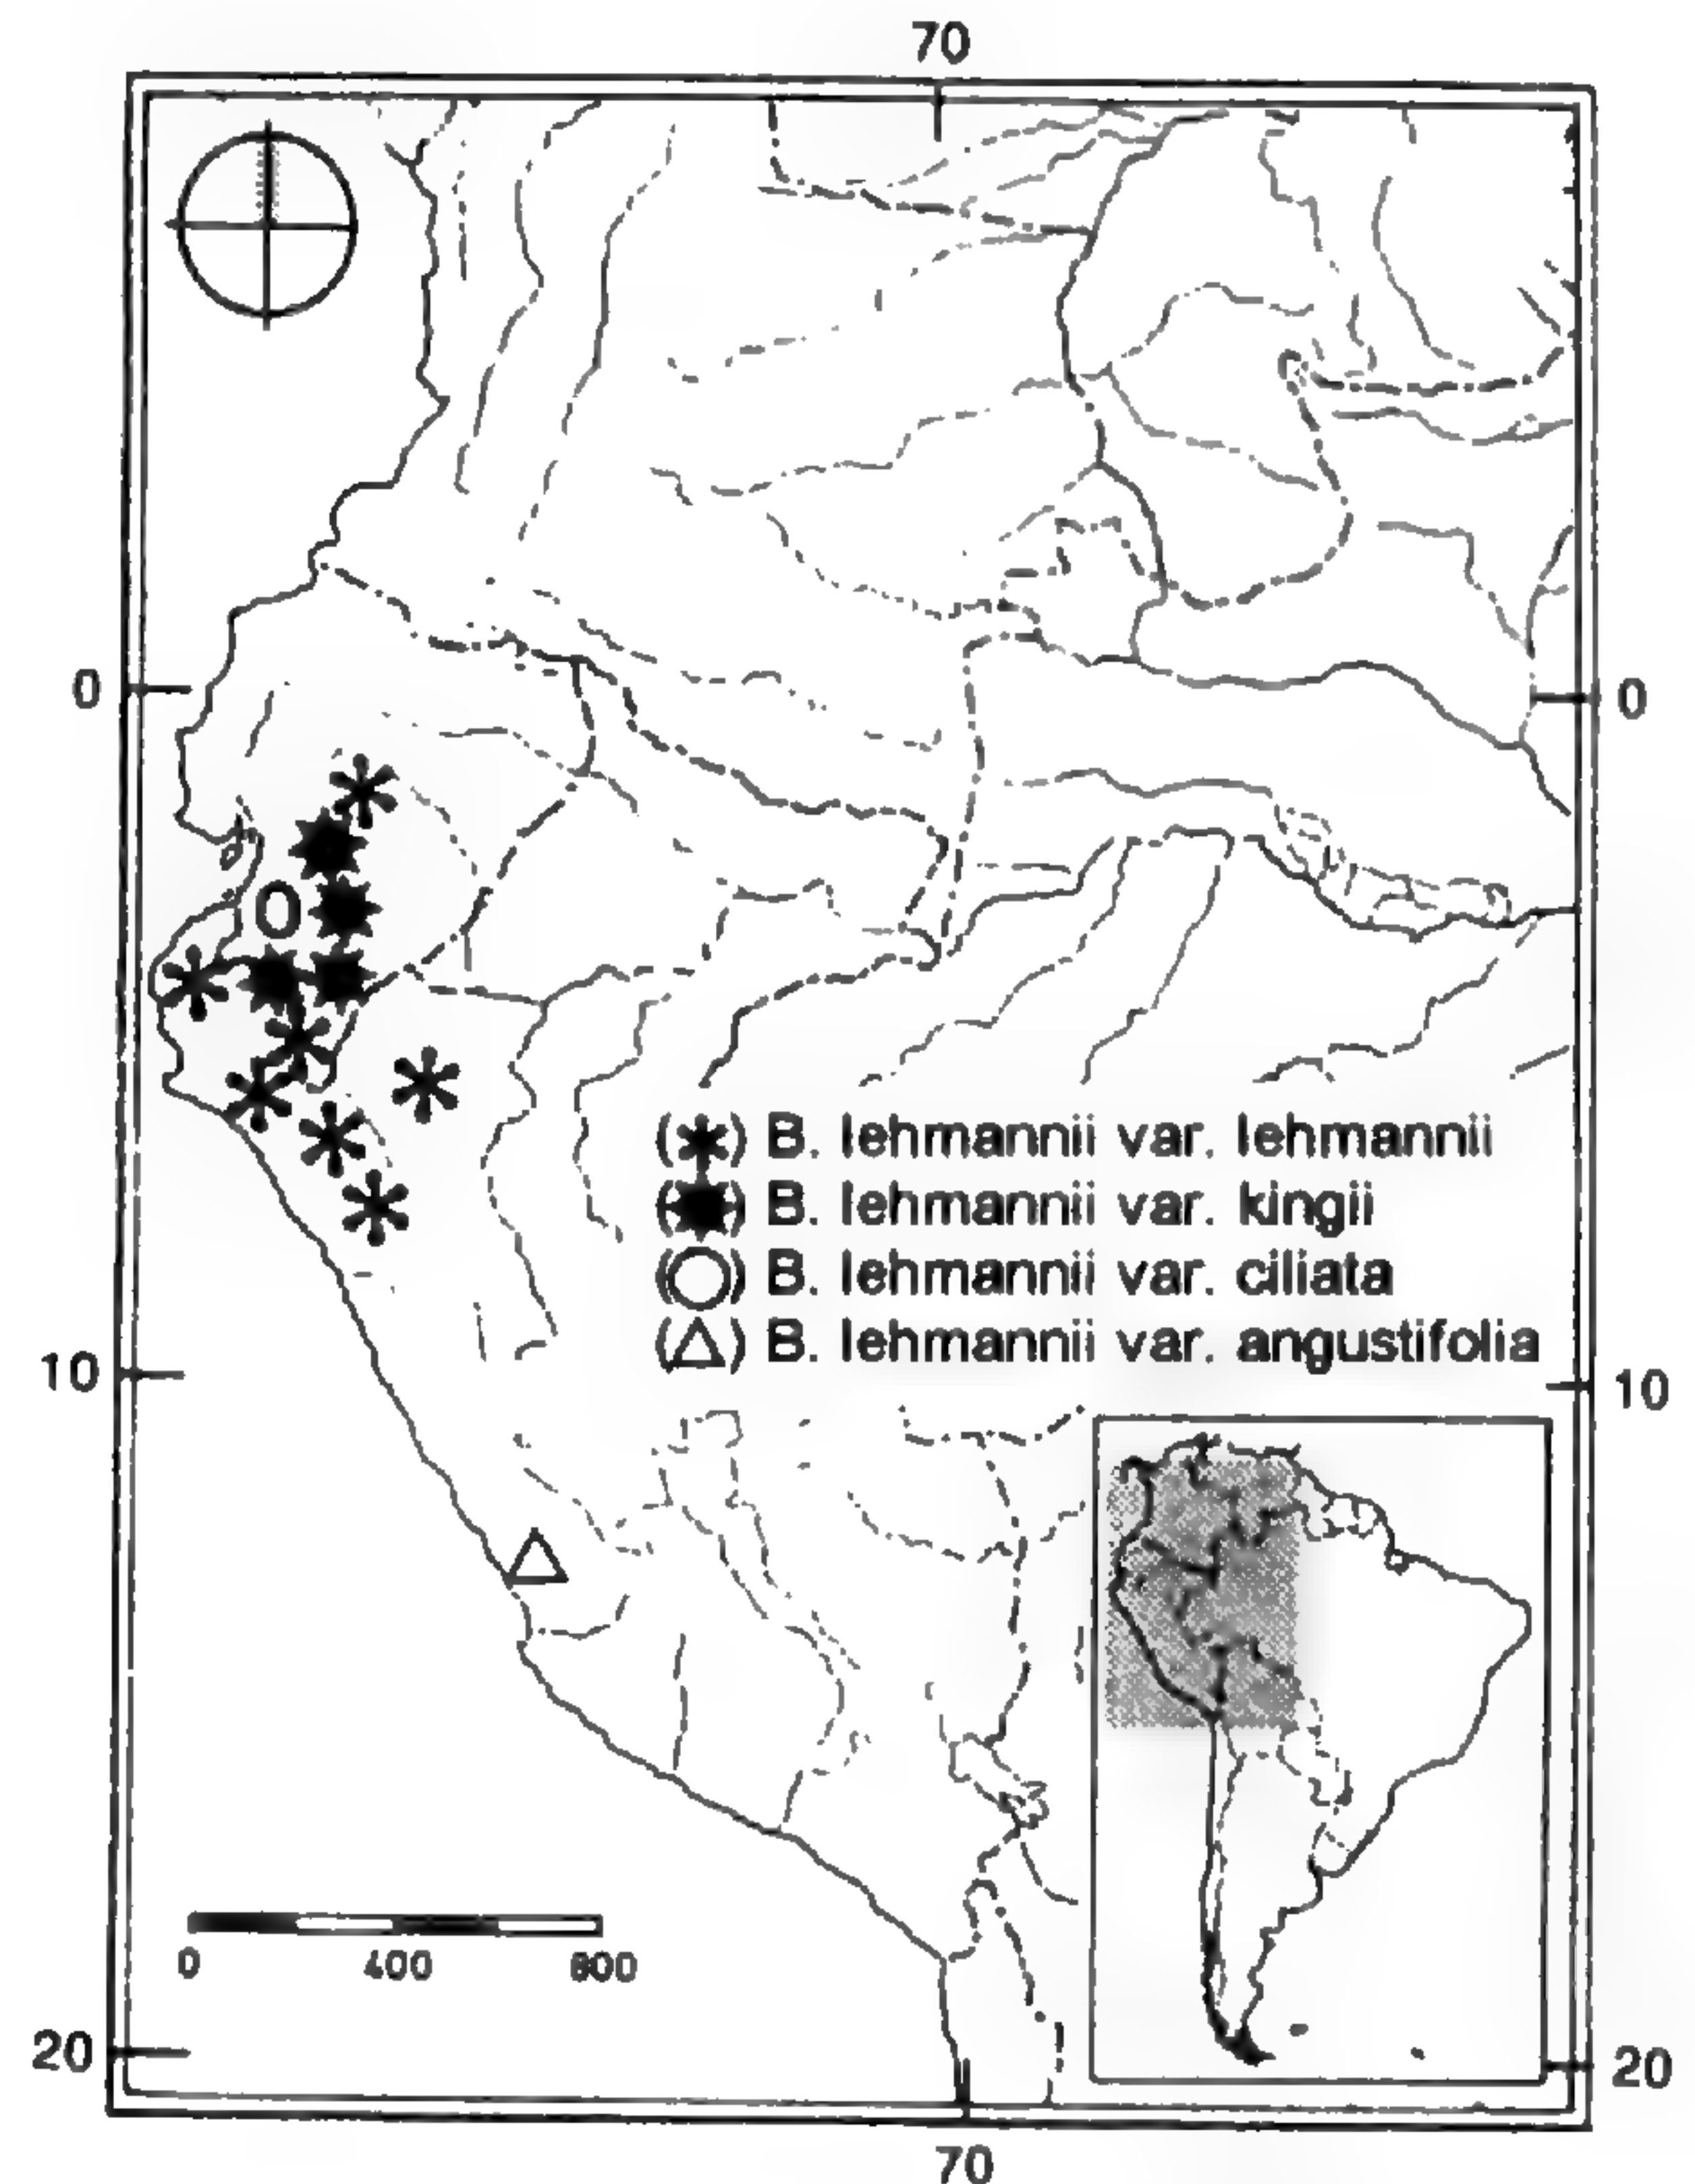 70
0
0
(*) B. lehmannii var. lehmannii
B. lehmannii var. kingii
B. lehmannii var. ciliata
B. lehmannii var. angustifolia
10
10
0 400 800
20
20
70